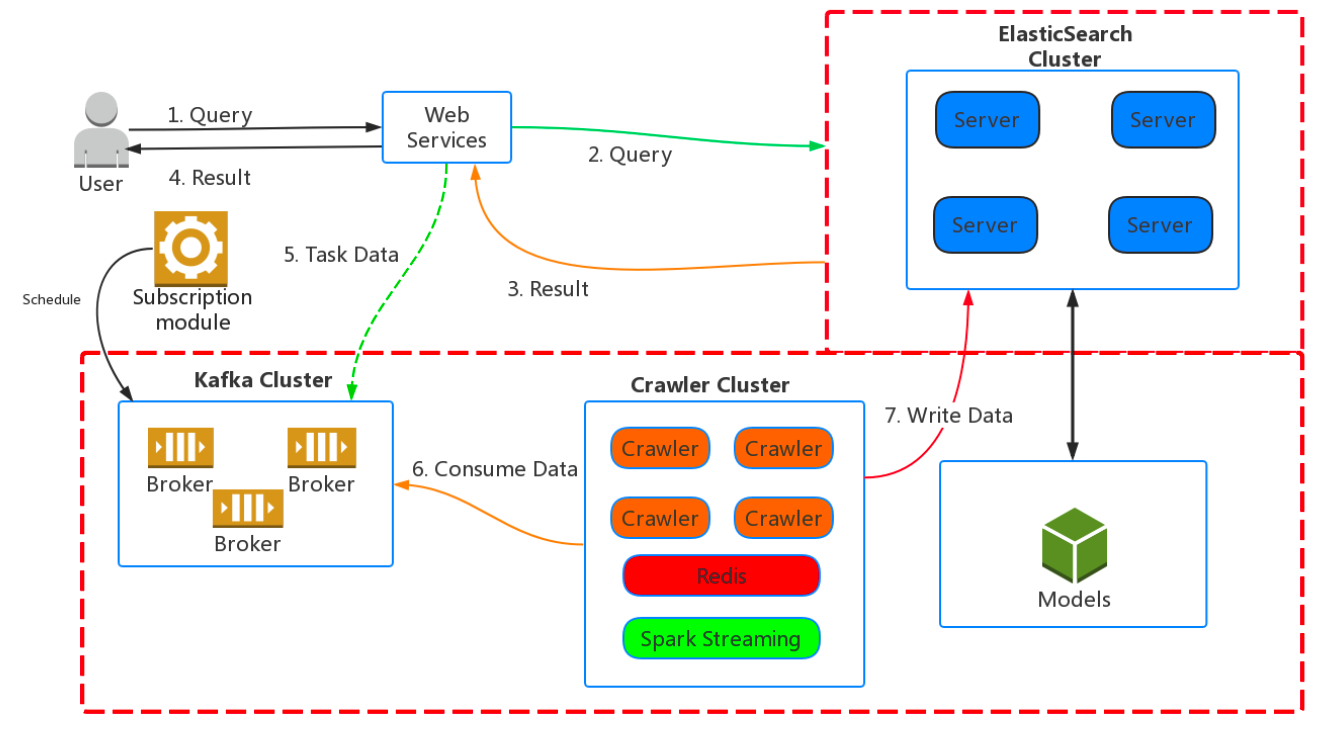 ElasticSearch
Cluster
Server
Server
Server
Server
1. Query
Web
Services
2. Query
User
4. Result
5. Task Data
3. Result
Subscription
module
Schedule
Kafka Cluster
Broker
Broker
Broker
6. Consume Data
Crawler Cluster
Crawler
Crawler
Crawler
Crawler
Redis
Spark Streaming
7. Write Data
Models